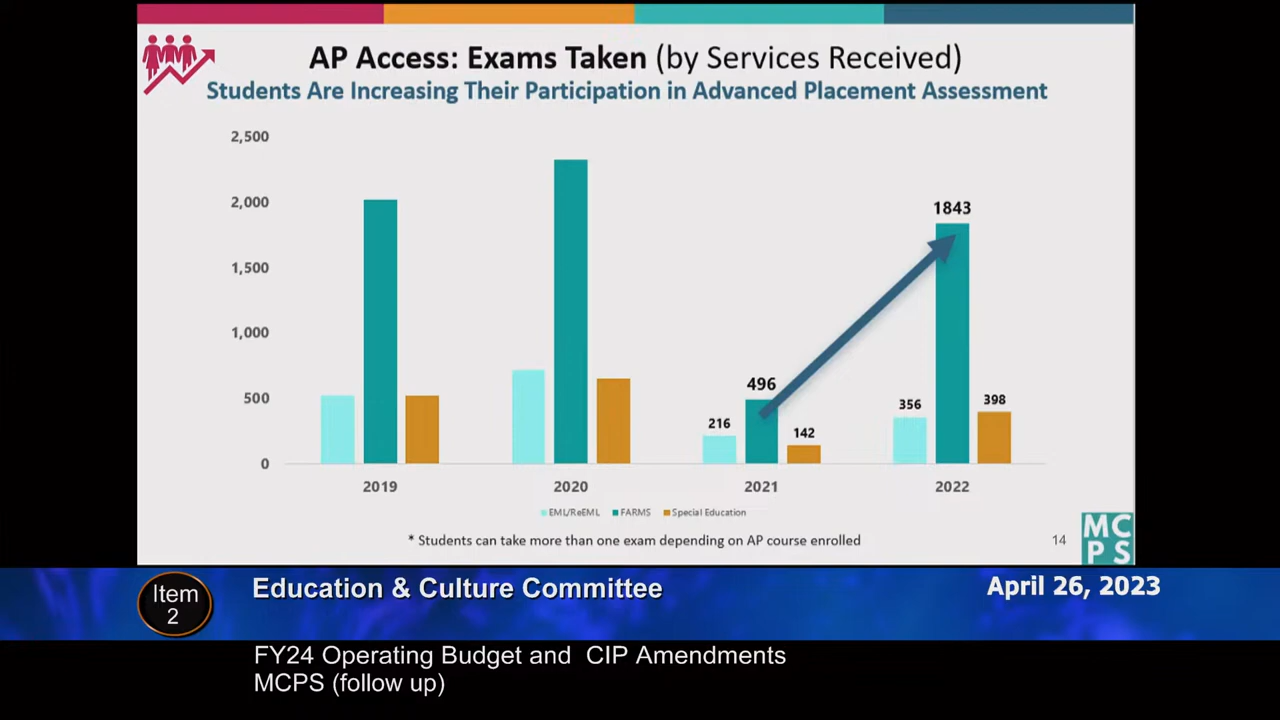 AP Access: Exams Taken (by Services Received)
Students Are Increasing Their Participation in Advanced Placement Assessment
2,500
2,000
1,500
1,000
500
0
1843
496
216
142
356
398
2019 2020 2021 2022
EML/ReEML FARMS Special Education
* Students can take more than one exam depending on AP course enrolled
14
MC
PS
Item
2
Education & Culture Committee
April 26, 2023
FY24 Operating Budget and CIP Amendments
MCPS (follow up)